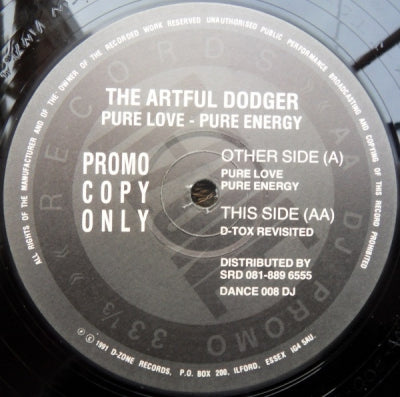 ALL RIGHTS OF THE MANUFACTURER AND OF THE OWNER OF THE RECORDED WORK RESERVED UNAUTHORISED PUBLIC PERFORMANCE BROADCASTING AND COPYING OF THIS RECORD PROHIBITED
RECORDS
AA DJ PROMO
33⅓
THE ARTFUL DODGER
PURE LOVE - PURE ENERGY
PROMO
COPY
ONLY
OTHER SIDE (A)
PURE LOVE
PURE ENERGY
THIS SIDE (AA)
D-TOX REVISITED
DISTRIBUTED BY
SRD 081-889 6555
DANCE 008 DJ
℗ © 1991 D-ZONE RECORDS, P.O. BOX 200, ILFORD, ESSEX IG4 5AU.